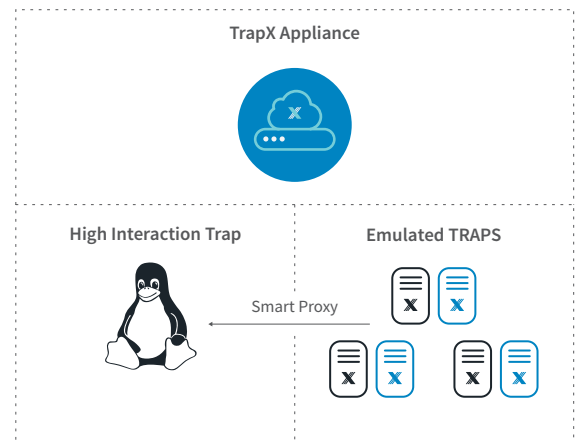 TrapX Appliance
X
High Interaction Trap
Emulated TRAPS
X X
Smart Proxy
X X X X